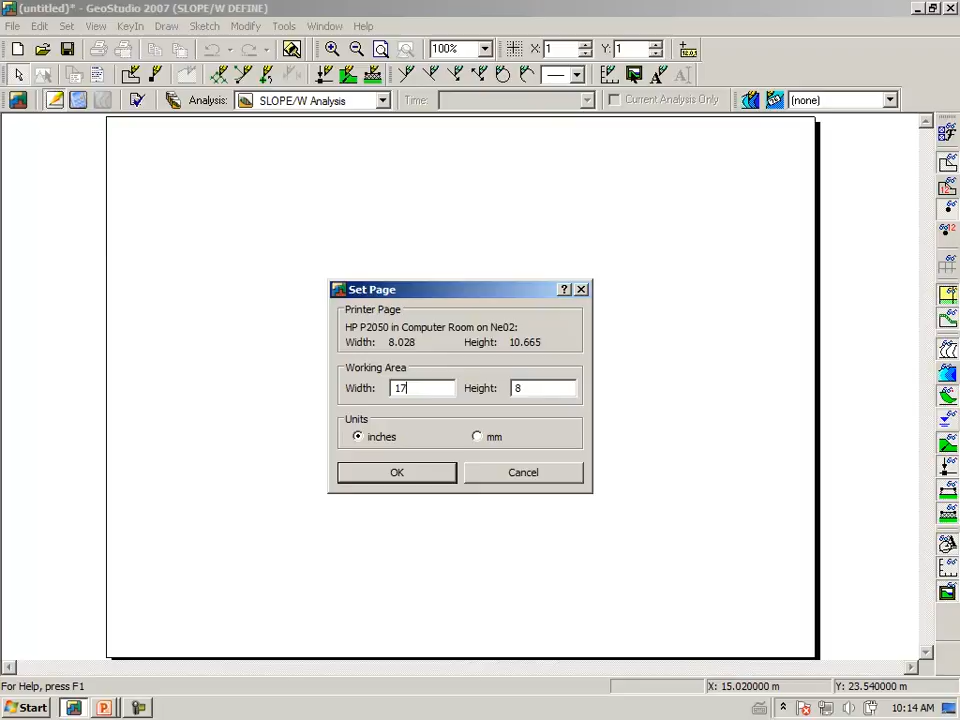 (untitled)* - GeoStudio 2007 (SLOPE/W DEFINE)
File Edit Set View KeyIn Draw Sketch Modify Tools Window Help
100% X: 1 Y: 1
Analysis: SLOPE/W Analysis Time: Current Analysis Only (none)
Set Page
Printer Page
HP P2050 in Computer Room on Ne02:
Width: 8.028 Height: 10.665
Working Area
Width: 17 Height: 8
Units
inches mm
OK Cancel
For Help, press F1
X: 15.020000 m Y: 23.540000 m
Start 10:14 AM